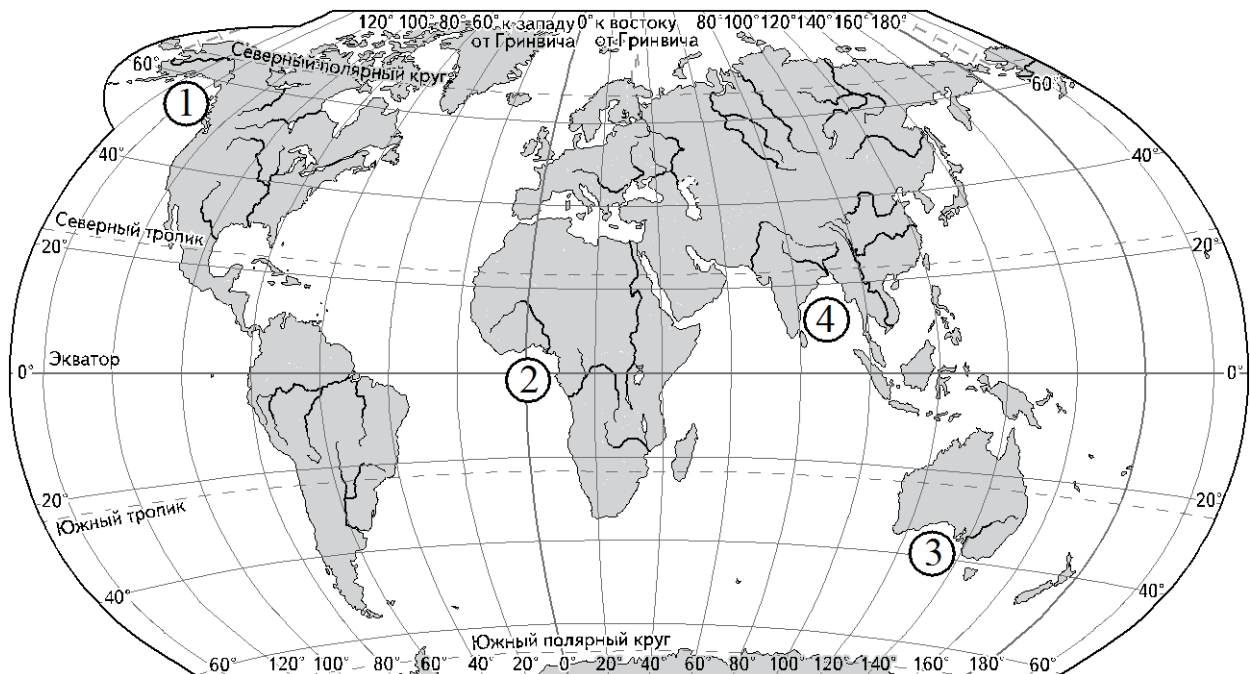 120° 100° 80° 60° к западу 0° к востоку 80° 100° 120° 140° 160° 180°
от Гринвича от Гринвича
60° Северный полярный круг 60°
1
40° 40°
Северный тропик
20° 20°
4
Экватор
0° 0°
2
20° 20°
Южный тропик
3
40° 40°
Южный полярный круг
60° 120° 100° 80° 60° 40° 20° 0° 20° 40° 60° 80° 100° 120° 140° 160° 180° 60°